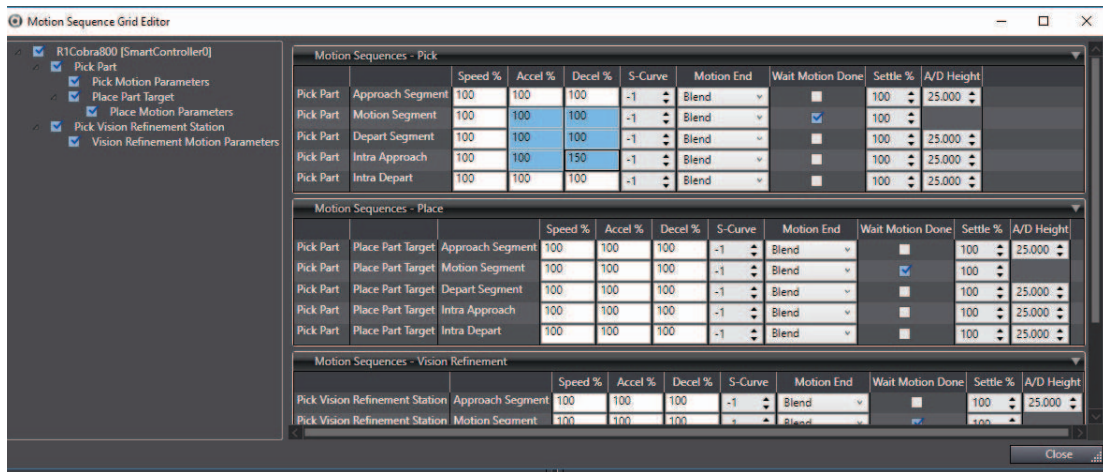 Motion Sequence Grid Editor
R1Cobra800 [SmartController0]
Pick Part
Pick Motion Parameters
Place Part Target
Place Motion Parameters
Pick Vision Refinement Station
Vision Refinement Motion Parameters
Motion Sequences - Pick
Speed % Accel % Decel % S-Curve Motion End Wait Motion Done Settle % A/D Height
Pick Part Approach Segment 100 100 100 -1 Blend 100 25.000
Pick Part Motion Segment 100 100 100 -1 Blend 100
Pick Part Depart Segment 100 100 100 -1 Blend 100 25.000
Pick Part Intra Approach 100 100 150 -1 Blend 100 25.000
Pick Part Intra Depart 100 100 100 -1 Blend 100 25.000
Motion Sequences - Place
Speed % Accel % Decel % S-Curve Motion End Wait Motion Done Settle % A/D Height
Pick Part Place Part Target Approach Segment 100 100 100 -1 Blend 100 25.000
Pick Part Place Part Target Motion Segment 100 100 100 -1 Blend 100
Pick Part Place Part Target Depart Segment 100 100 100 -1 Blend 100 25.000
Pick Part Place Part Target Intra Approach 100 100 100 -1 Blend 100 25.000
Pick Part Place Part Target Intra Depart 100 100 100 -1 Blend 100 25.000
Motion Sequences - Vision Refinement
Speed % Accel % Decel % S-Curve Motion End Wait Motion Done Settle % A/D Height
Pick Vision Refinement Station Approach Segment 100 100 100 -1 Blend 100 25.000
Pick Vision Refinement Station Motion Segment 100 100 100 -1 Blend 100
Close